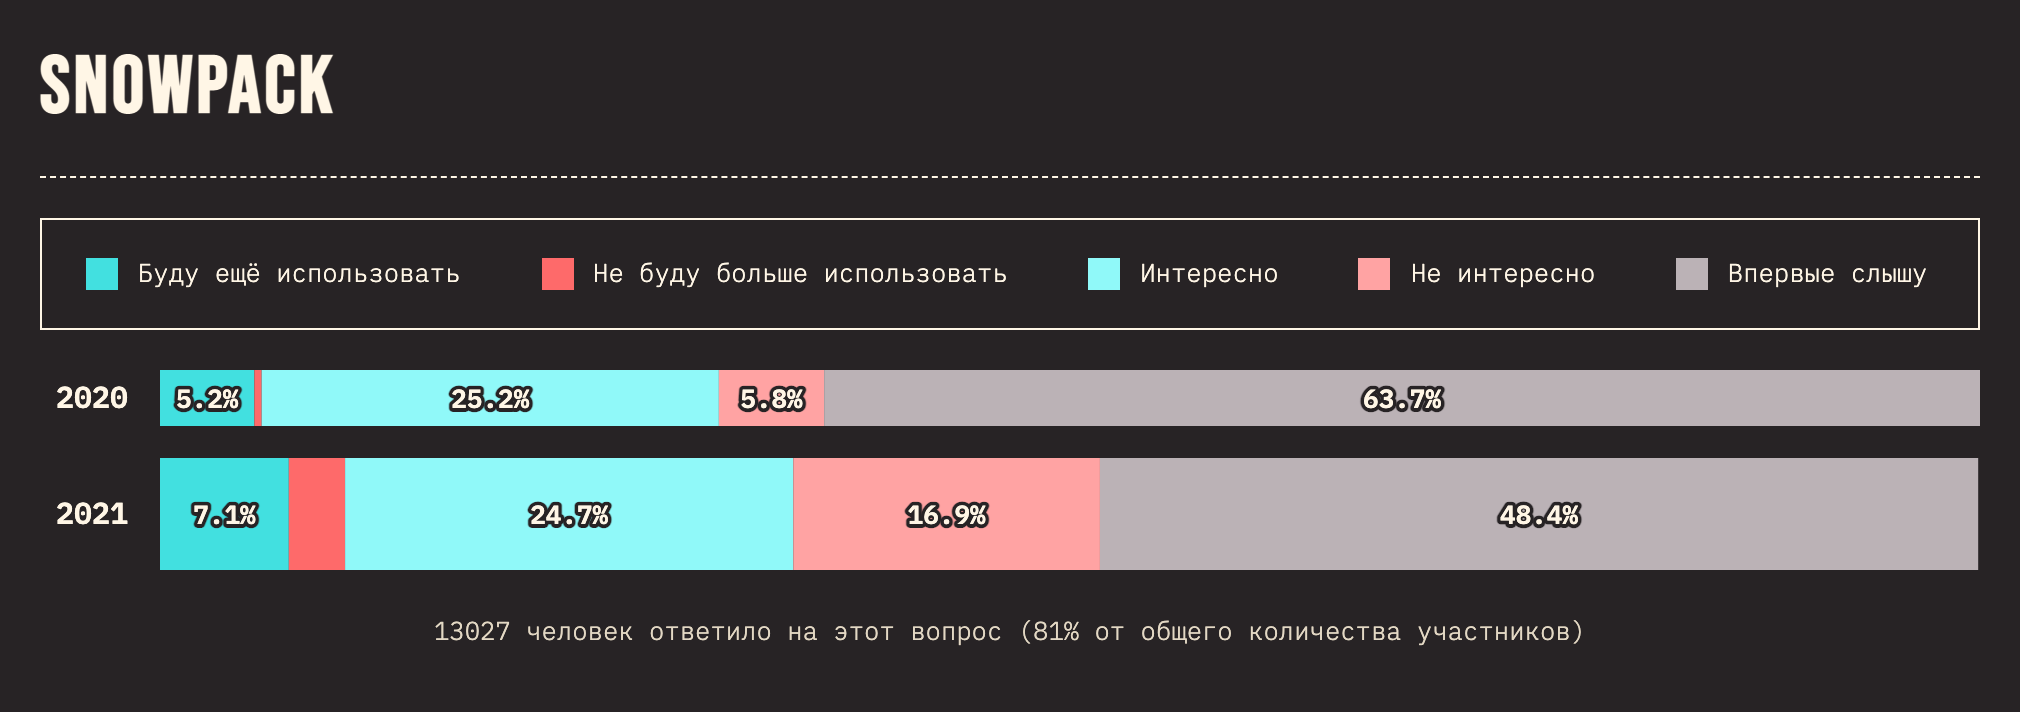 SNOWPACK
Буду ещё использовать Не буду больше использовать Интересно Не интересно Впервые слышу
2020 5.2% 25.2% 5.8% 63.7%
2021 7.1% 24.7% 16.9% 48.4%
13027 человек ответило на этот вопрос (81% от общего количества участников)